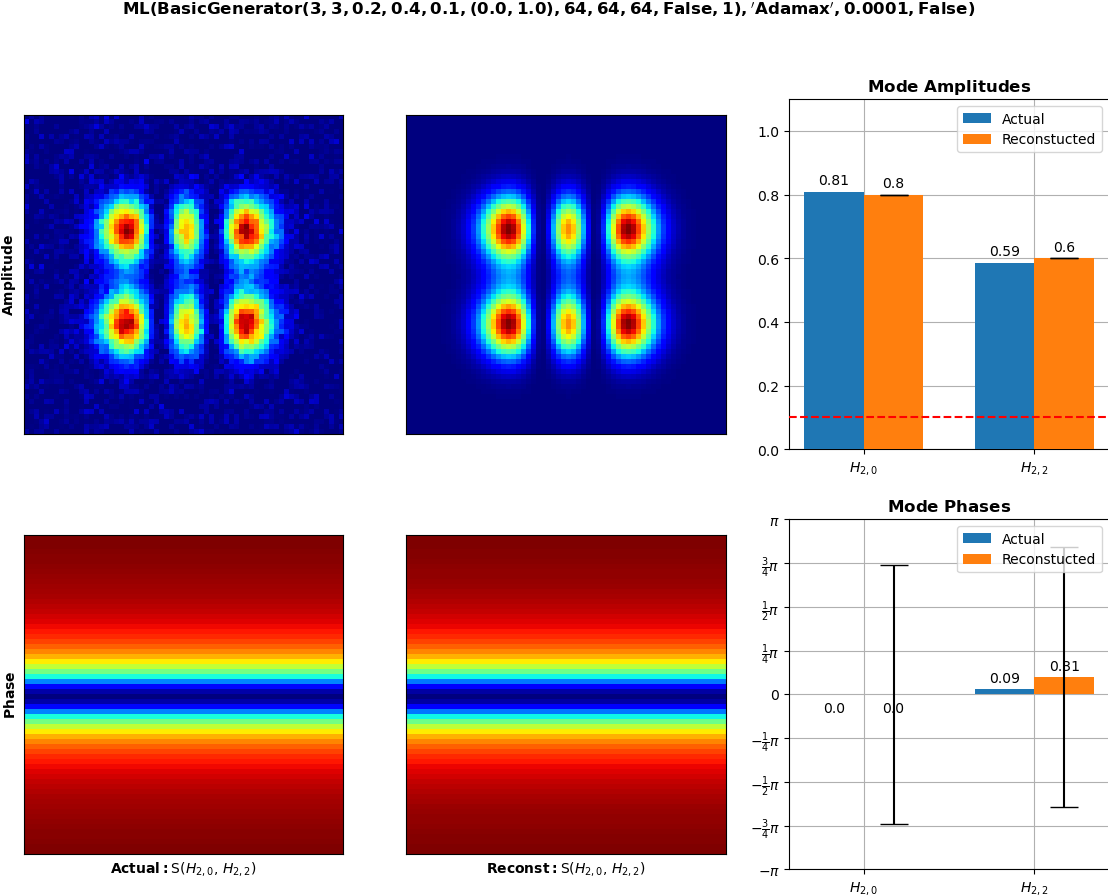 ML(BasicGenerator(3, 3, 0.2, 0.4, 0.1, (0.0, 1.0), 64, 64, 64, False, 1), 'Adamax', 0.0001, False)
Amplitude
Mode Amplitudes
Actual
Reconstucted
1.0
0.8
0.6
0.4
0.2
0.0
0.81
0.8
0.59
0.6
H2,0
H2,2
Phase
Actual: S(H2,0, H2,2)
Reconst: S(H2,0, H2,2)
Mode Phases
Actual
Reconstucted
π
3/4π
1/2π
1/4π
0
−1/4π
−1/2π
−3/4π
−π
0.0
0.0
0.09
0.31
H2,0
H2,2